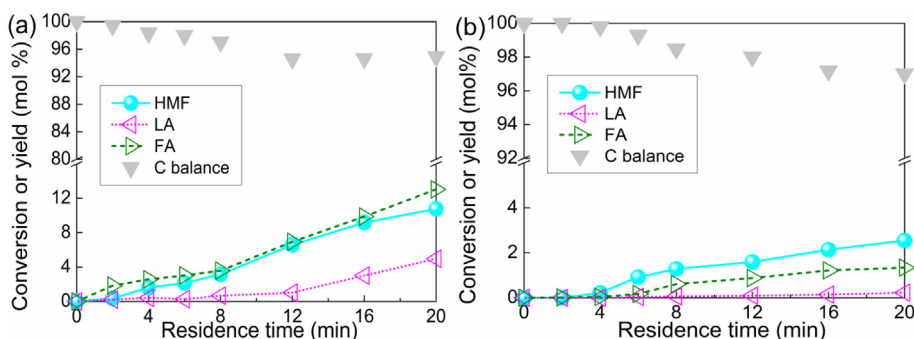 (a)
Conversion or yield (mol %)
100
96
92
88
84
80
12
8
4
0
HMF
LA
FA
C balance
0
4
8
12
16
20
Residence time (min)
(b)
Conversion or yield (mol %)
100
98
96
94
92
4
2
0
HMF
LA
FA
C balance
0
4
8
12
16
20
Residence time (min)